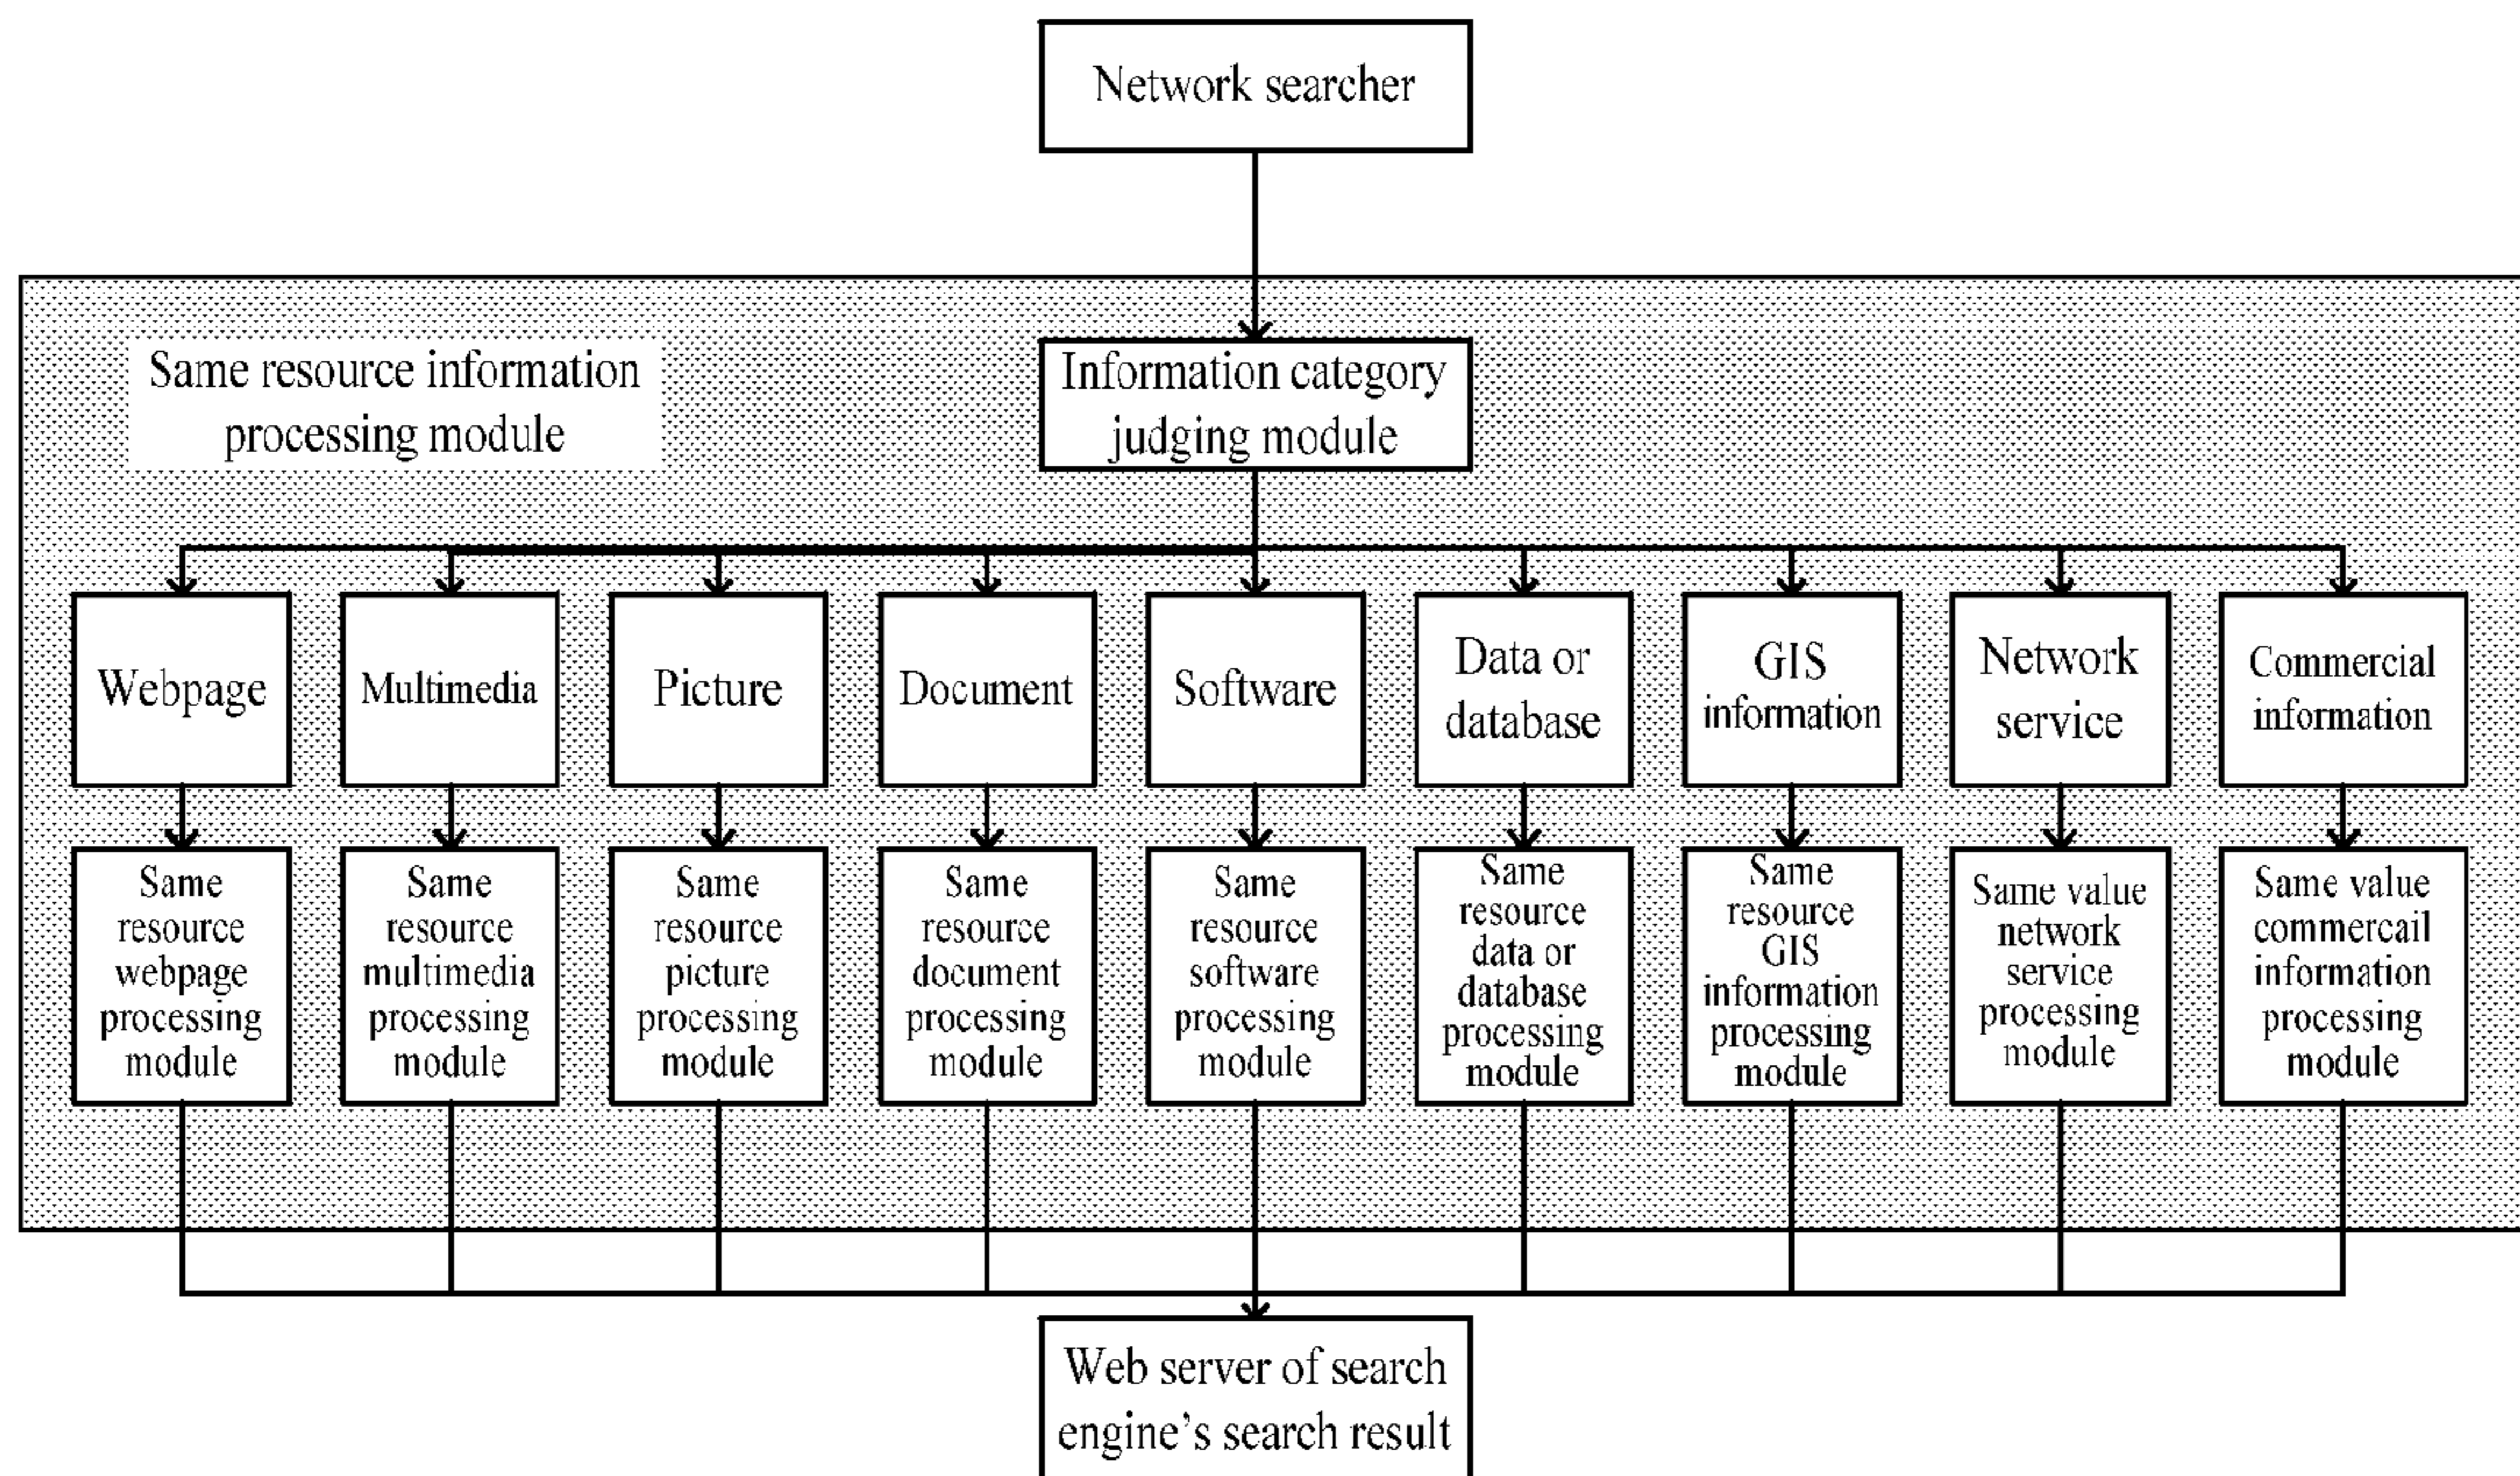 Network searcher
Same resource information
processing module
Information category
judging module
Webpage
Multimedia
Picture
Document
Software
Data or
database
GIS
information
Network
service
Commercial
information
Same
resource
webpage
processing
module
Same
resource
multimedia
processing
module
Same
resource
picture
processing
module
Same
resource
document
processing
module
Same
resource
software
processing
module
Same
resource
data or
database
processing
module
Same
resource
GIS
information
processing
module
Same value
network
service
processing
module
Same value
commercail
information
processing
module
Web server of search
engine’s search result